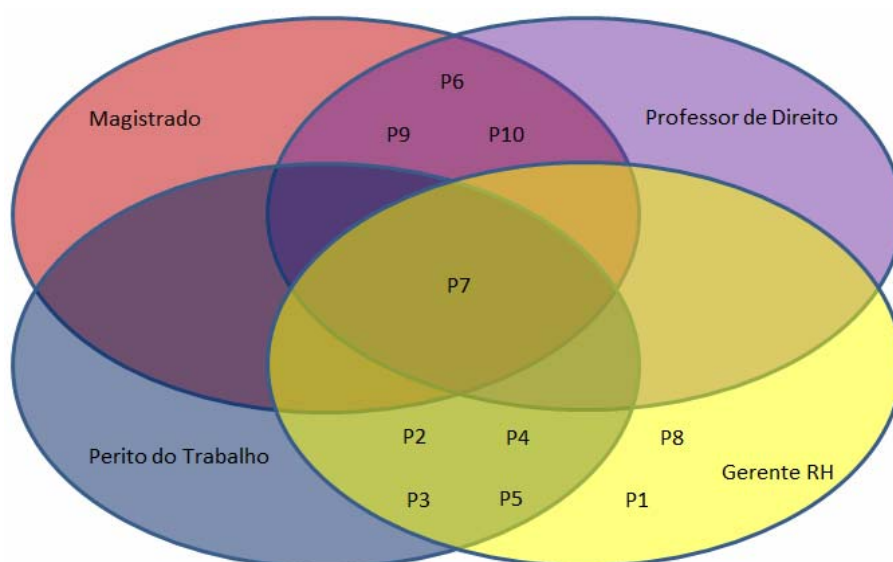 P6
Magistrado
Professor de Direito
P9 P10
P7
P2 P4 P8
Perito do Trabalho
Gerente RH
P3 P5 P1